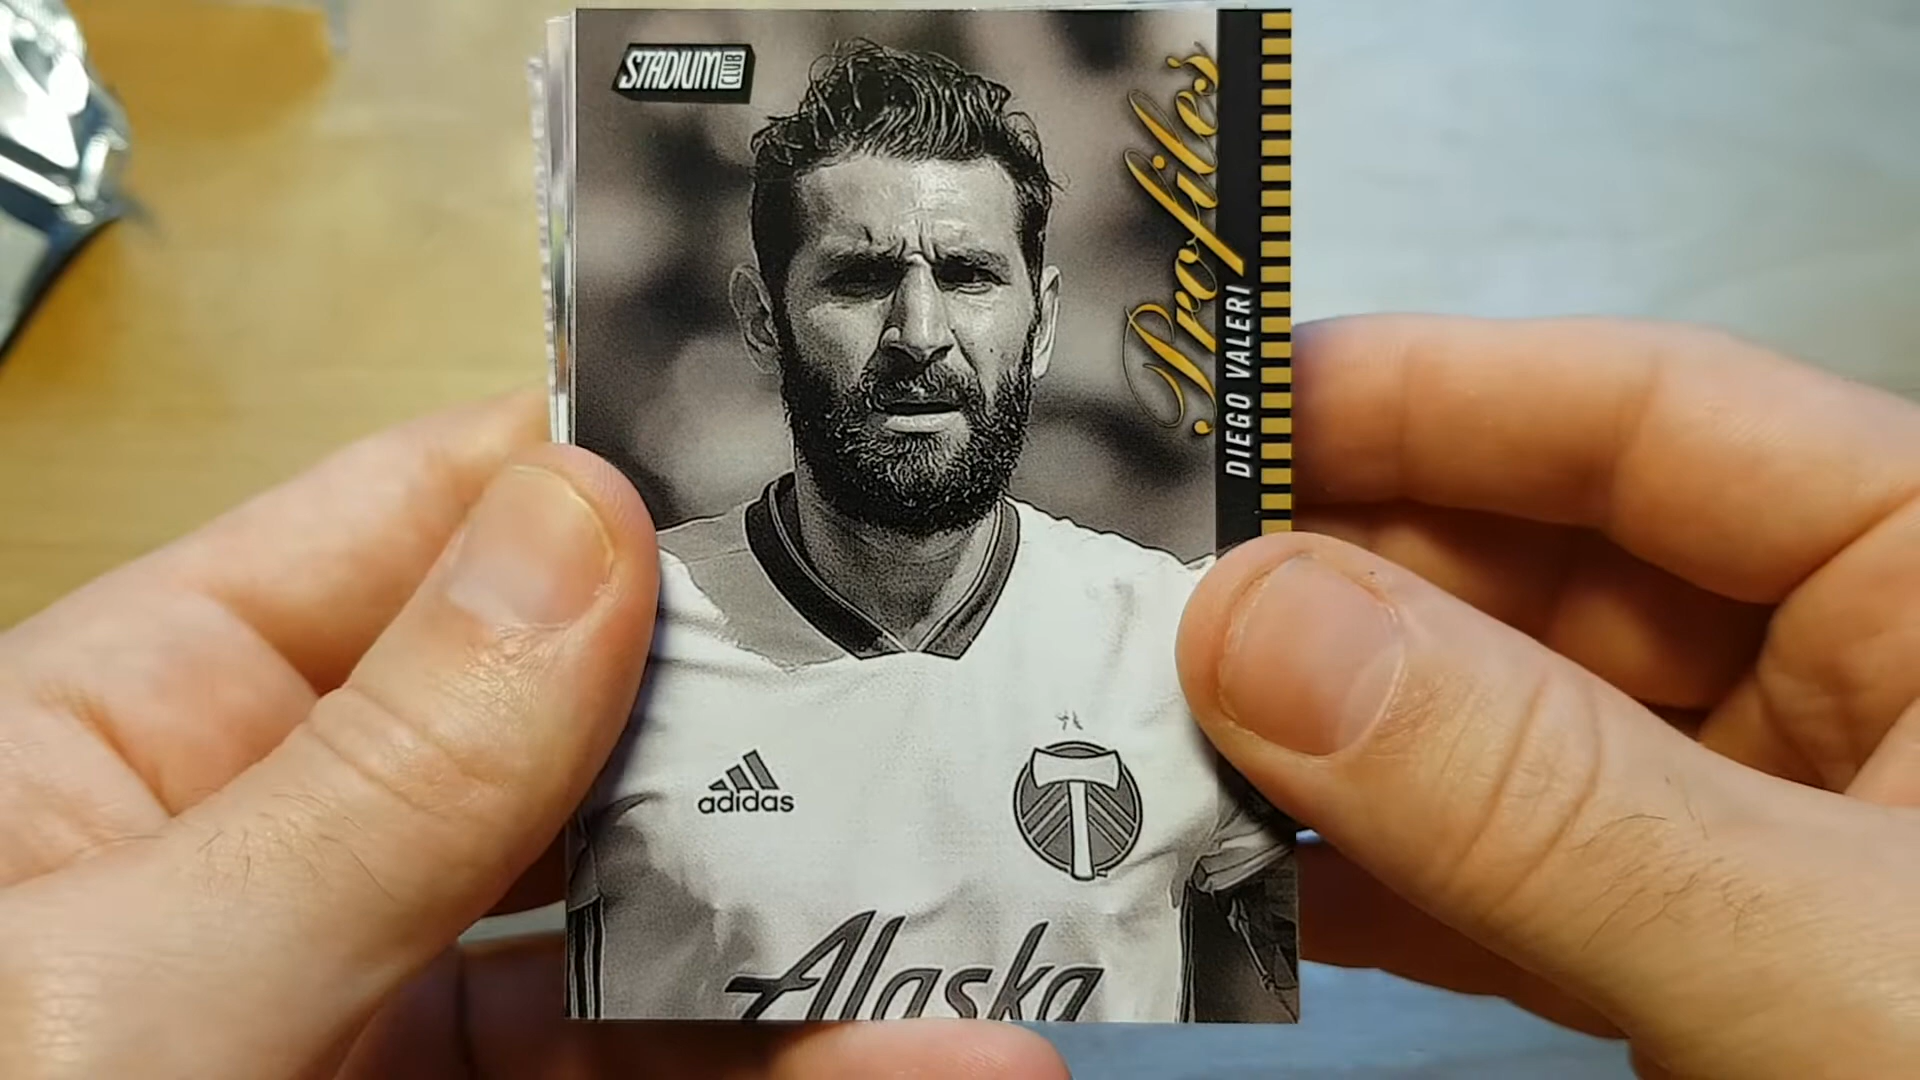 STADIUM CLUB
Profiles
DIEGO VALERI
adidas
T
Alaska